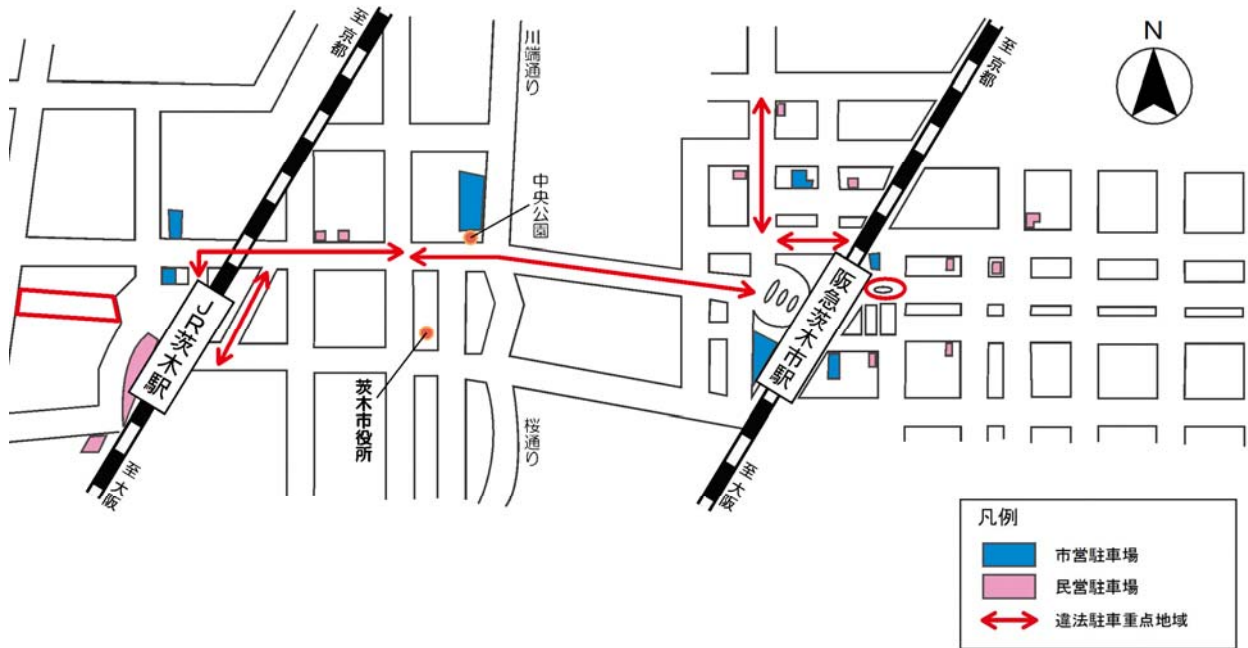 至京都
川端通り
至京都
N
中央公園
JR茨木駅
阪急茨木市駅
茨木市役所
桜通り
至大阪
至大阪
凡例
市営駐車場
民営駐車場
違法駐車重点地域